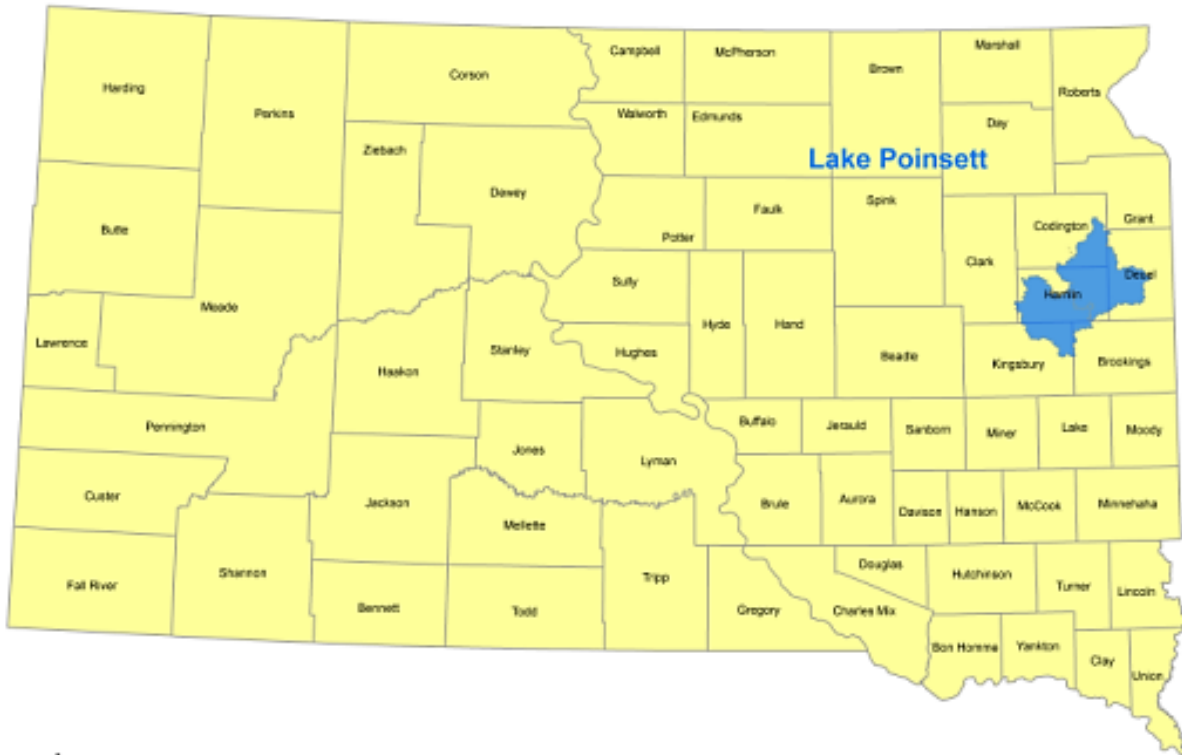 Harding
Perkins
Corson
Campbell
McPherson
Brown
Marshall
Roberts
Walworth
Edmunds
Day
Ziebach
Dewey
Lake Poinsett
Butte
Potter
Faulk
Spink
Codington
Grant
Clark
Deuel
Meade
Sully
Hamlin
Lawrence
Haakon
Stanley
Hughes
Hyde
Hand
Beadle
Kingsbury
Brookings
Pennington
Jones
Lyman
Buffalo
Jerauld
Sanborn
Miner
Lake
Moody
Custer
Jackson
Mellette
Brule
Aurora
Davison
Hanson
McCook
Minnehaha
Fall River
Shannon
Bennett
Todd
Tripp
Gregory
Douglas
Charles Mix
Hutchinson
Turner
Lincoln
Bon Homme
Yankton
Clay
Union